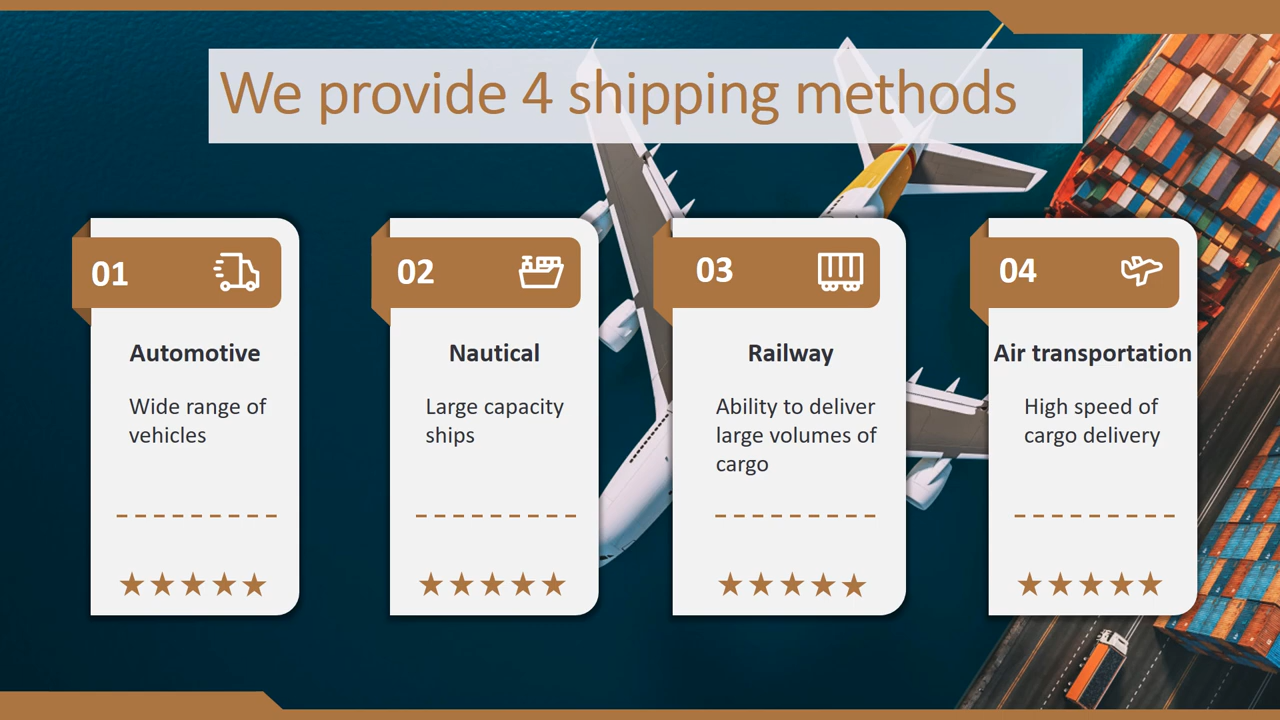 We provide 4 shipping methods
01
Automotive
Wide range of
vehicles
02
Nautical
Large capacity
ships
03
Railway
Ability to deliver
large volumes of
cargo
04
Air transportation
High speed of
cargo delivery